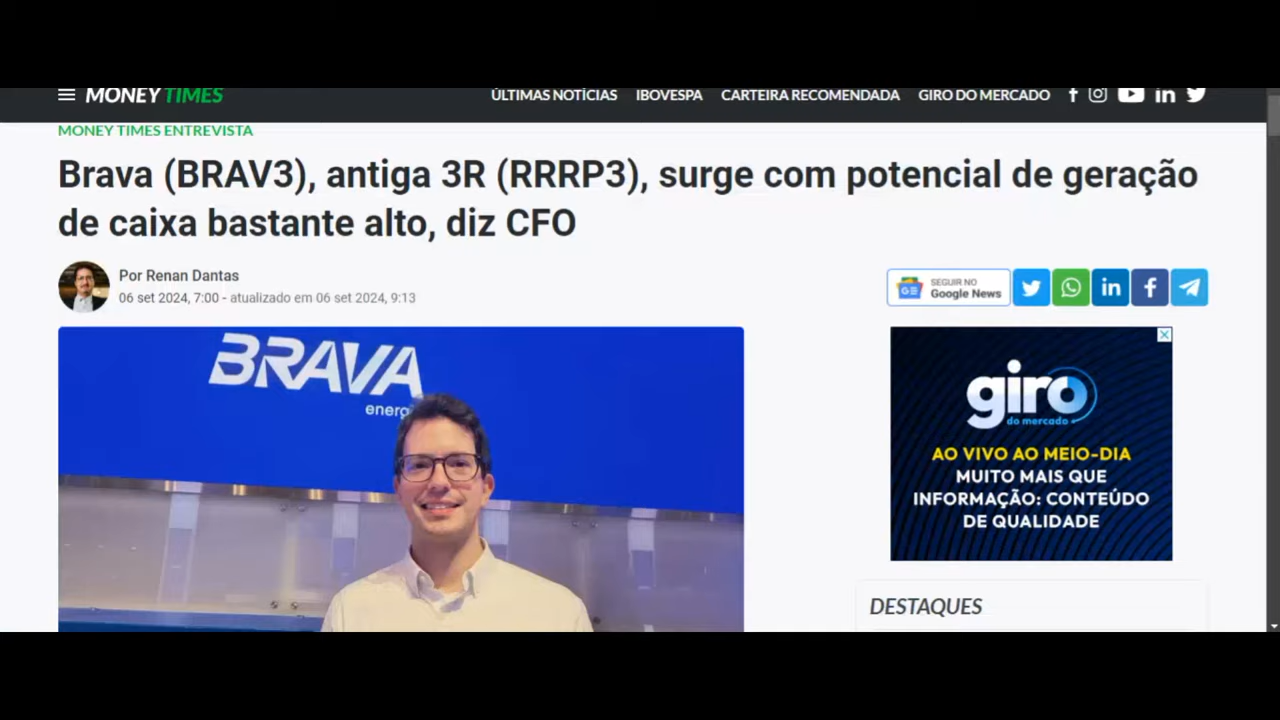 MONEY TIMES
ÚLTIMAS NOTÍCIAS IBOVESPA CARTEIRA RECOMENDADA GIRO DO MERCADO
MONEY TIMES ENTREVISTA
Brava (BRAV3), antiga 3R (RRRP3), surge com potencial de geração
de caixa bastante alto, diz CFO
Por Renan Dantas
06 set 2024, 7:00 - atualizado em 06 set 2024, 9:13
SEGUIR NO
Google News
BRAVA
energ
giro
do mercado
AO VIVO AO MEIO-DIA
MUITO MAIS QUE
INFORMAÇÃO: CONTEÚDO
DE QUALIDADE
DESTAQUES